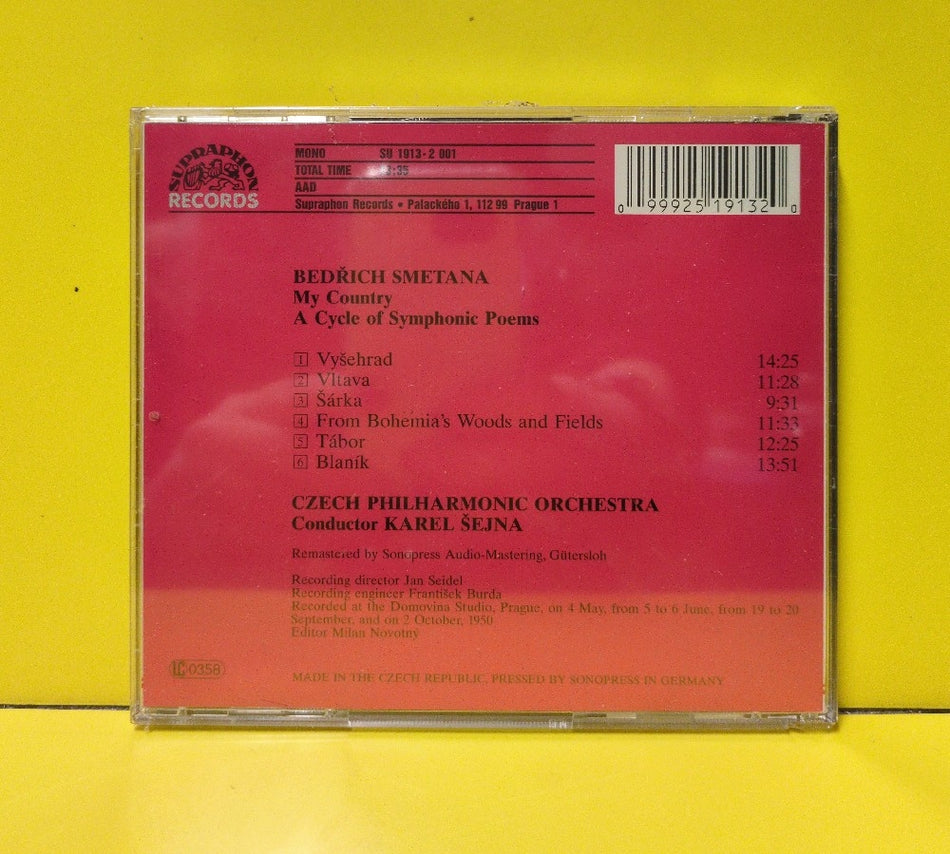 SUPRAPHON
RECORDS
MONO SU 1913-2 001
TOTAL TIME
AAD
Supraphon Records • Palackého 1, 112 99 Prague 1
0 99925 19132 0
BEDŘICH SMETANA
My Country
A Cycle of Symphonic Poems
1 Vyšehrad 14:25
2 Vltava 11:28
3 Šárka 9:31
4 From Bohemia's Woods and Fields 11:33
5 Tábor 12:25
6 Blaník 13:51
CZECH PHILHARMONIC ORCHESTRA
Conductor KAREL ŠEJNA
Remastered by Sonopress Audio-Mastering, Gütersloh
Recording director Jan Seidel
Recording engineer František Burda
Recorded at the Domovina Studio, Prague, on 4 May, from 5 to 6 June, from 19 to 20
September, and on 2 October, 1950
Editor Milan Novotný
LC 0358
MADE IN THE CZECH REPUBLIC, PRESSED BY SONOPRESS IN GERMANY